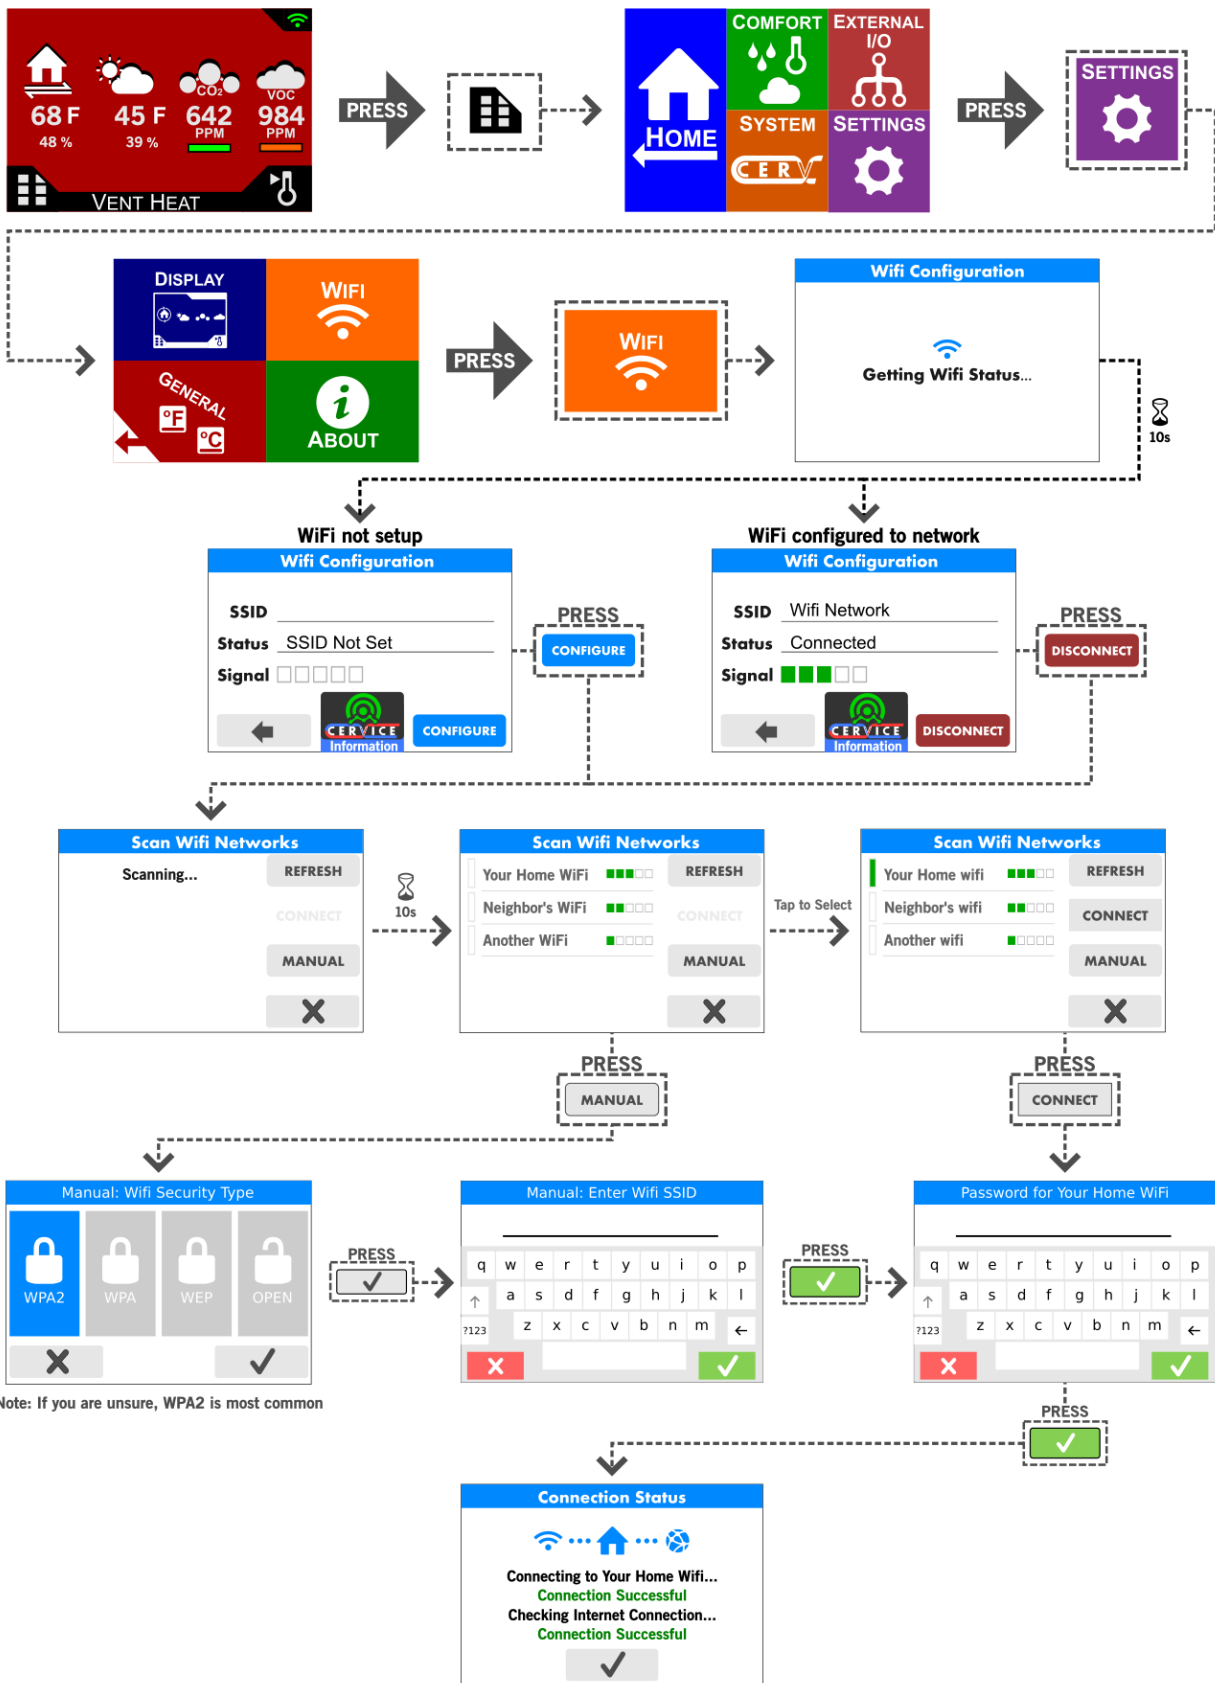 68 F
48 %
45 F
39 %
CO2
642
PPM
VOC
984
PPM
VENT HEAT
PRESS
HOME
COMFORT
EXTERNAL
I/O
SYSTEM
CERV
SETTINGS
PRESS
SETTINGS
DISPLAY
WIFI
GENERAL
°F
°C
i
ABOUT
PRESS
WIFI
Wifi Configuration
Getting Wifi Status...
10s
WiFi not setup
Wifi Configuration
SSID
Status SSID Not Set
Signal
CERVICE
Information
CONFIGURE
PRESS
CONFIGURE
WiFi configured to network
Wifi Configuration
SSID Wifi Network
Status Connected
Signal
CERVICE
Information
DISCONNECT
PRESS
DISCONNECT
Scan Wifi Networks
Scanning...
REFRESH
CONNECT
MANUAL
10s
Scan Wifi Networks
Your Home WiFi
Neighbor's WiFi
Another WiFi
REFRESH
CONNECT
MANUAL
Tap to Select
Scan Wifi Networks
Your Home wifi
Neighbor's wifi
Another wifi
REFRESH
CONNECT
MANUAL
PRESS
MANUAL
PRESS
CONNECT
Manual: Wifi Security Type
WPA2
WPA
WEP
OPEN
Note: If you are unsure, WPA2 is most common
PRESS
Manual: Enter Wifi SSID
q w e r t y u i o p
a s d f g h j k l
?123 z x c v b n m
PRESS
Password for Your Home WiFi
q w e r t y u i o p
a s d f g h j k l
?123 z x c v b n m
PRESS
Connection Status
Connecting to Your Home Wifi...
Connection Successful
Checking Internet Connection...
Connection Successful